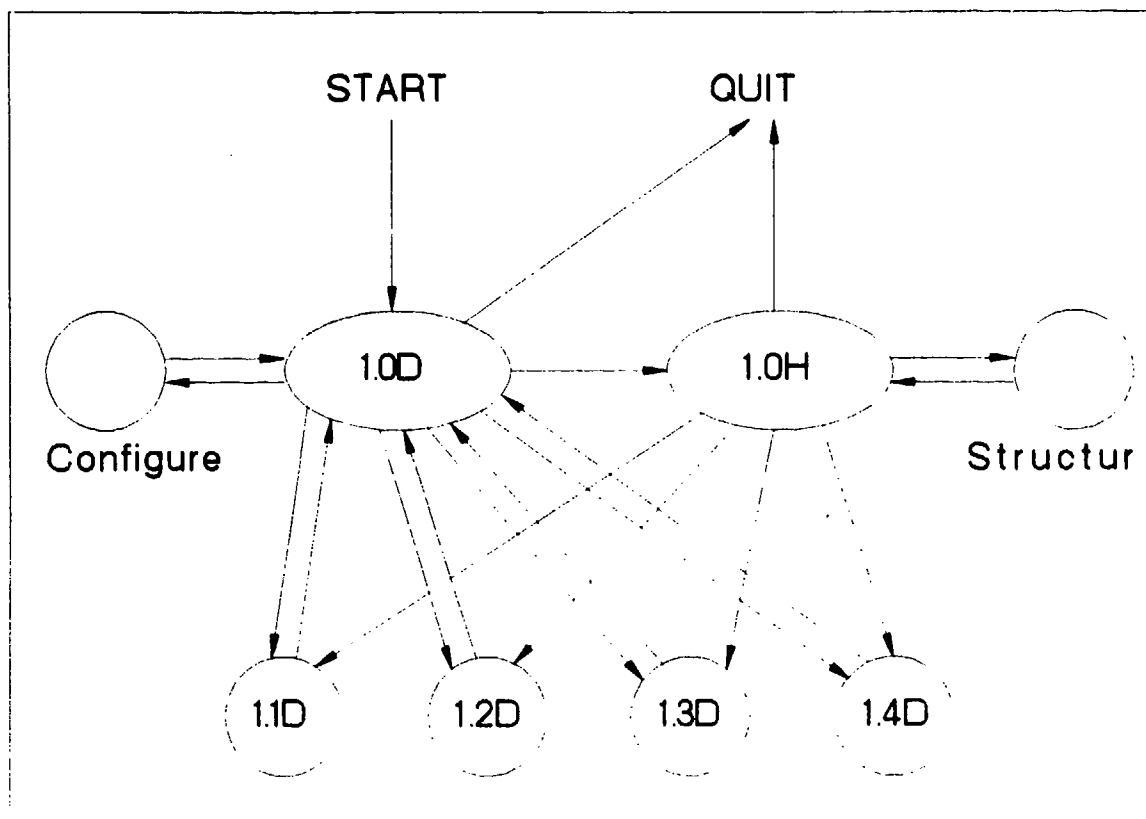 START
QUIT
1.0D
1.0H
Configure
Structur
1.1D
1.2D
1.3D
1.4D